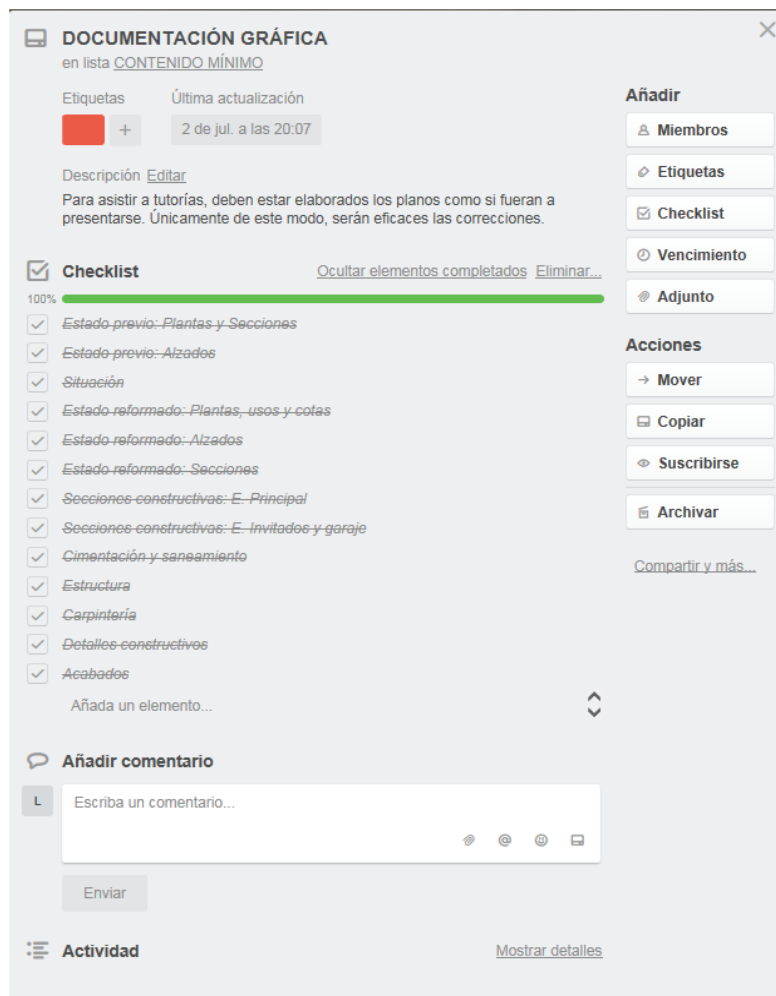 DOCUMENTACIÓN GRÁFICA
en lista CONTENIDO MÍNIMO
Etiquetas Última actualización
+ 2 de jul. a las 20:07
Descripción Editar
Para asistir a tutorías, deben estar elaborados los planos como si fueran a
presentarse. Únicamente de este modo, serán eficaces las correcciones.
Checklist Ocultar elementos completados Eliminar...
100%
Estado previo: Plantas y Secciones
Estado previo: Alzados
Situación
Estado reformado: Plantas, usos y cotas
Estado reformado: Alzados
Estado reformado: Secciones
Secciones constructivas: E. Principal
Secciones constructivas: E. Invitados y garaje
Cimentación y saneamiento
Estructura
Carpintería
Detalles constructivos
Acabados
Añada un elemento...
Añadir comentario
L
Escriba un comentario...
@
Enviar
Actividad Mostrar detalles
Añadir
Miembros
Etiquetas
Checklist
Vencimiento
Adjunto
Acciones
Mover
Copiar
Suscribirse
Archivar
Compartir y más...